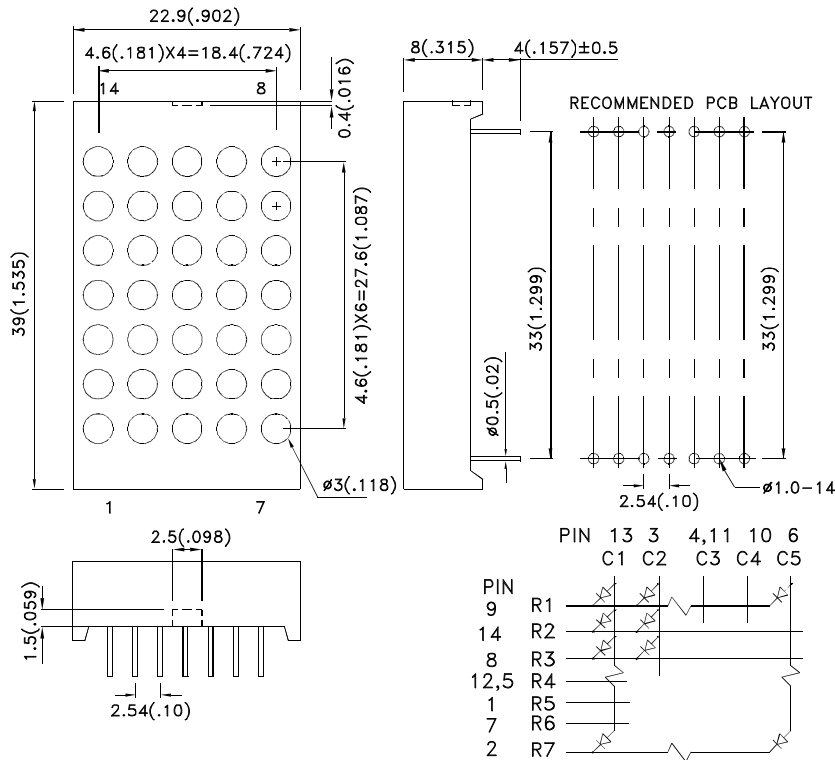 22.9(.902)
4.6(.181)X4=18.4(.724)
14 8
0.4(.016)
39(1.535)
4.6(.181)X6=27.6(1.087)
ø3(.118)
1 7
8(.315) 4(.157)±0.5
33(1.299)
ø0.5(.02)
RECOMMENDED PCB LAYOUT
33(1.299)
2.54(.10)
ø1.0-14
2.5(.098)
1.5(.059)
2.54(.10)
PIN 13 3 4,11 10 6
C1 C2 C3 C4 C5
PIN
9 R1
14 R2
8 R3
12,5 R4
1 R5
7 R6
2 R7